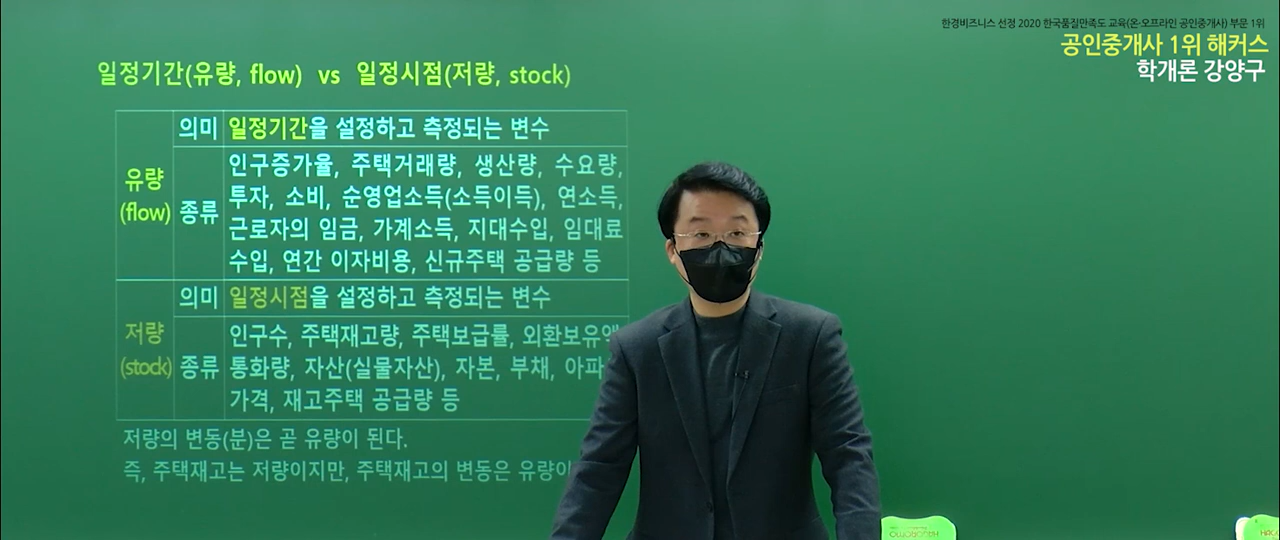 한경비즈니스 선정 2020 한국품질만족도 교육(온·오프라인 공인중개사) 부문 1위
공인중개사 1위 해커스
학개론 강양구
일정기간(유량, flow) vs 일정시점(저량, stock)
유량
(flow)
의미 일정기간을 설정하고 측정되는 변수
종류
인구증가율, 주택거래량, 생산량, 수요량,
투자, 소비, 순영업소득(소득이득), 연소득,
근로자의 임금, 가계소득, 지대수입, 임대료
수입, 연간 이자비용, 신규주택 공급량 등
저량
(stock)
의미 일정시점을 설정하고 측정되는 변수
종류
인구수, 주택재고량, 주택보급률, 외환보유액
통화량, 자산(실물자산), 자본, 부채, 아파
가격, 재고주택 공급량 등
저량의 변동(분)은 곧 유량이 된다.
즉, 주택재고는 저량이지만, 주택재고의 변동은 유량이